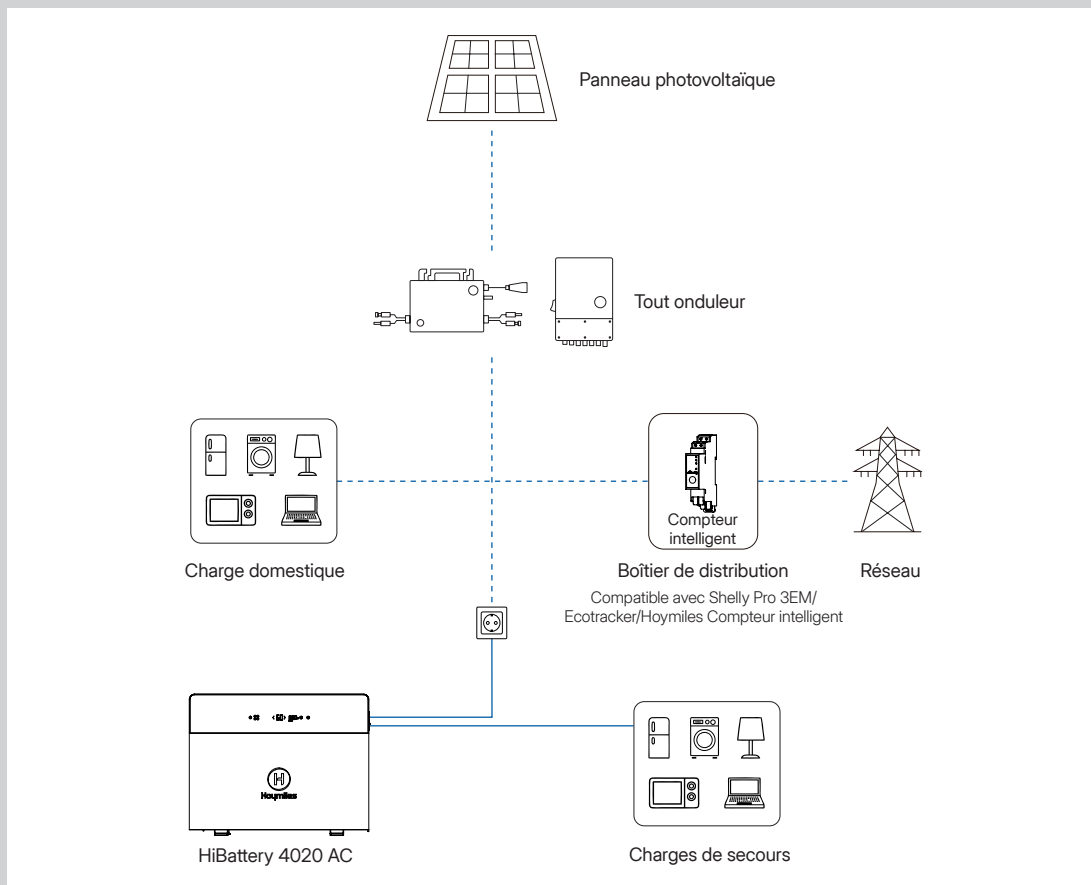 Panneau photovoltaïque
Tout onduleur
Compteur
intelligent
Charge domestique
Boîtier de distribution
Réseau
Compatible avec Shelly Pro 3EM/
Ecotracker/Hoymiles Compteur intelligent
H
Hoymiles
HiBattery 4020 AC
Charges de secours